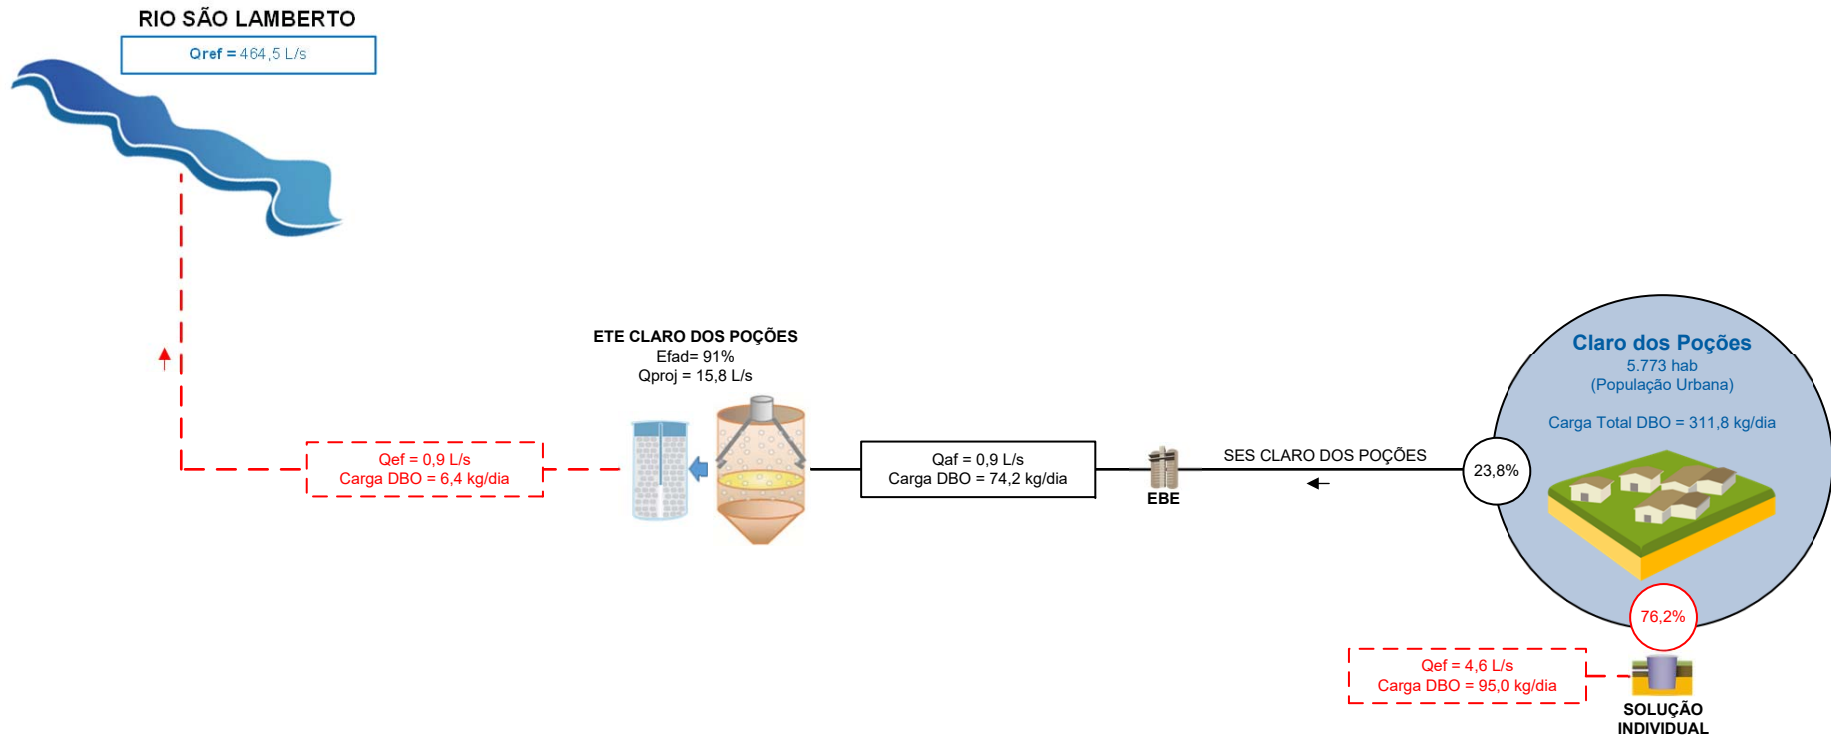 RIO SÃO LAMBERTO
Qref = 464,5 L/s
ETE CLARO DOS POÇÕES
Efad= 91%
Qproj = 15,8 L/s
Qef = 0,9 L/s
Carga DBO = 6,4 kg/dia
Qaf = 0,9 L/s
Carga DBO = 74,2 kg/dia
EBE
SES CLARO DOS POÇÕES
23,8%
Claro dos Poções
5.773 hab
(População Urbana)
Carga Total DBO = 311,8 kg/dia
76,2%
Qef = 4,6 L/s
Carga DBO = 95,0 kg/dia
SOLUÇÃO
INDIVIDUAL